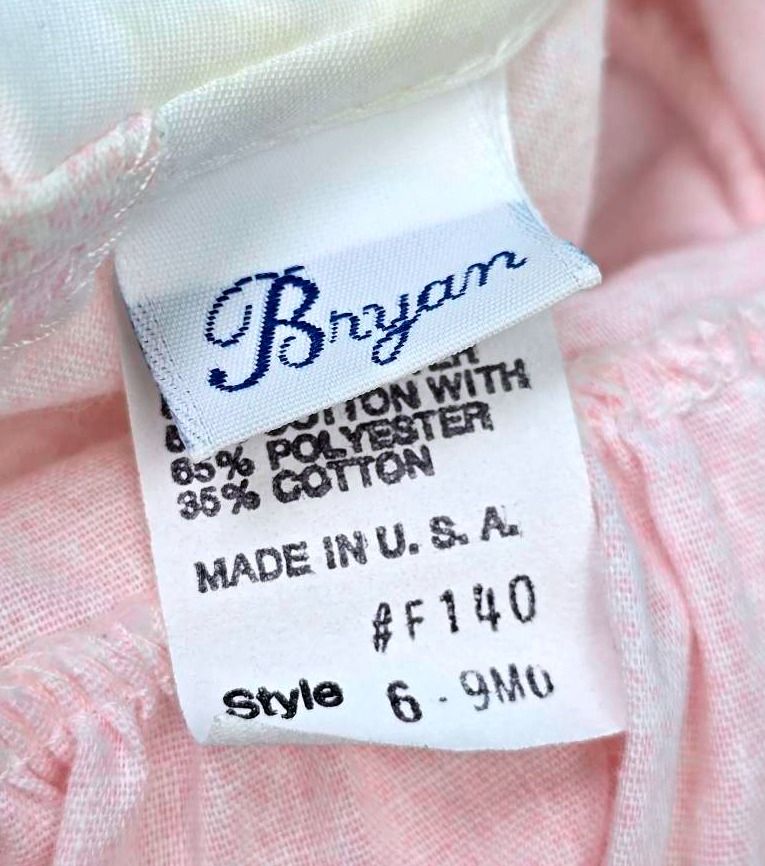 Bryan
COTTON WITH
65% POLYESTER
35% COTTON
MADE IN U. S. A.
#F140
Style 6 - 9MO